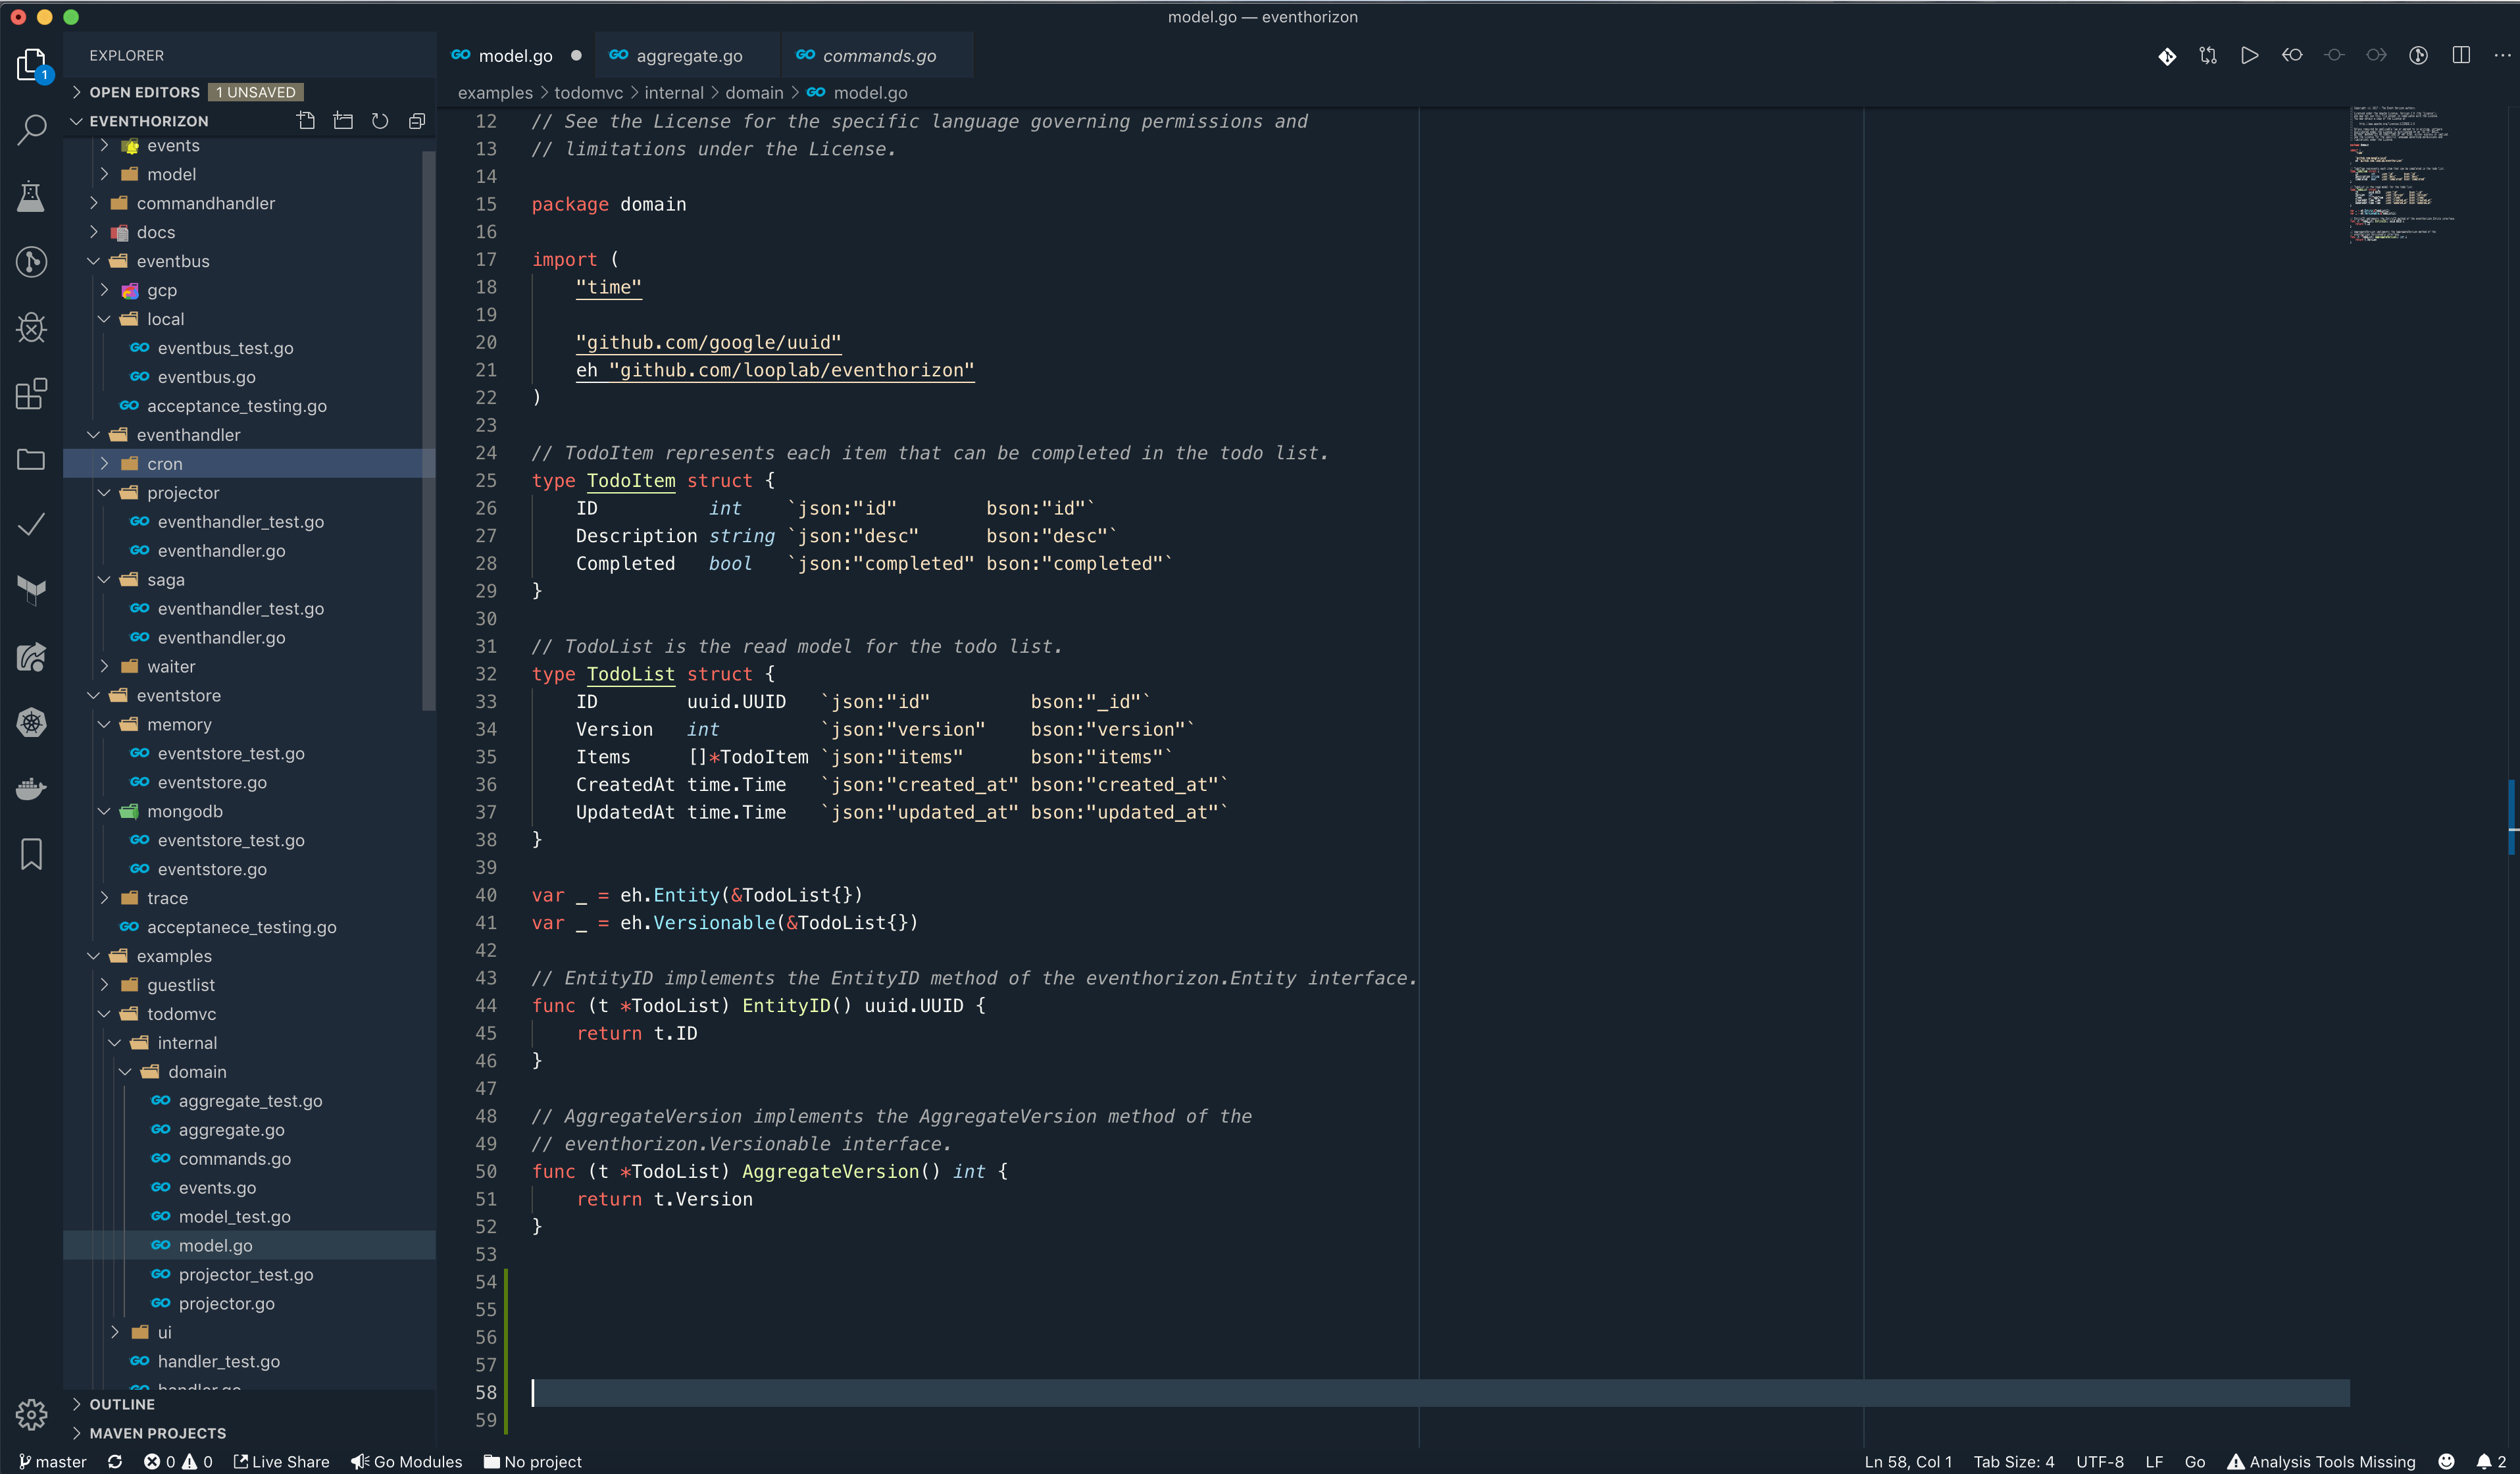 model.go — eventhorizon
EXPLORER
OPEN EDITORS 1 UNSAVED
EVENTHORIZON
events
model
commandhandler
docs
eventbus
gcp
local
eventbus_test.go
eventbus.go
acceptance_testing.go
eventhandler
cron
projector
eventhandler_test.go
eventhandler.go
saga
eventhandler_test.go
eventhandler.go
waiter
eventstore
memory
eventstore_test.go
eventstore.go
mongodb
eventstore_test.go
eventstore.go
trace
acceptanece_testing.go
examples
guestlist
todomvc
internal
domain
aggregate_test.go
aggregate.go
commands.go
events.go
model_test.go
model.go
projector_test.go
projector.go
ui
handler_test.go
handler.go
OUTLINE
MAVEN PROJECTS
1
GO model.go
GO aggregate.go
GO commands.go
examples > todomvc > internal > domain > GO model.go
12 // See the License for the specific language governing permissions and
13 // limitations under the License.
14
15 package domain
16
17 import (
18 "time"
19
20 "github.com/google/uuid"
21 eh "github.com/looplab/eventhorizon"
22 )
23
24 // TodoItem represents each item that can be completed in the todo list.
25 type TodoItem struct {
26 ID          int    `json:"id"        bson:"id"`
27 Description string `json:"desc"      bson:"desc"`
28 Completed   bool   `json:"completed" bson:"completed"`
29 }
30
31 // TodoList is the read model for the todo list.
32 type TodoList struct {
33 ID        uuid.UUID   `json:"id"         bson:"_id"`
34 Version   int         `json:"version"    bson:"version"`
35 Items     []*TodoItem `json:"items"      bson:"items"`
36 CreatedAt time.Time   `json:"created_at" bson:"created_at"`
37 UpdatedAt time.Time   `json:"updated_at" bson:"updated_at"`
38 }
39
40 var _ = eh.Entity(&TodoList{})
41 var _ = eh.Versionable(&TodoList{})
42
43 // EntityID implements the EntityID method of the eventhorizon.Entity interface.
44 func (t *TodoList) EntityID() uuid.UUID {
45 return t.ID
46 }
47
48 // AggregateVersion implements the AggregateVersion method of the
49 // eventhorizon.Versionable interface.
50 func (t *TodoList) AggregateVersion() int {
51 return t.Version
52 }
53
54
55
56
57
58
59
master 0 0 Live Share Go Modules No project Ln 58, Col 1 Tab Size: 4 UTF-8 LF Go Analysis Tools Missing 2